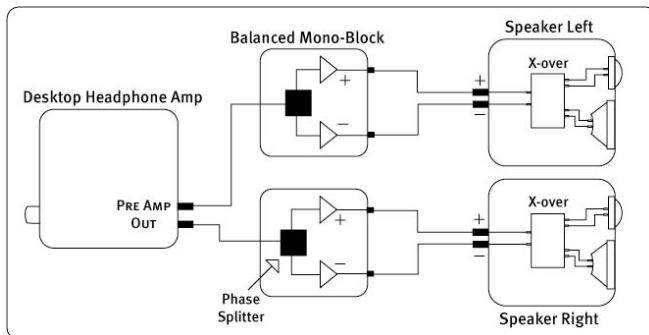 Speaker Left
Balanced Mono-Block
X-over
+
+
Desktop Headphone Amp
−
−
PRE AMP
OUT
X-over
+
+
−
−
Phase
Splitter
Speaker Right